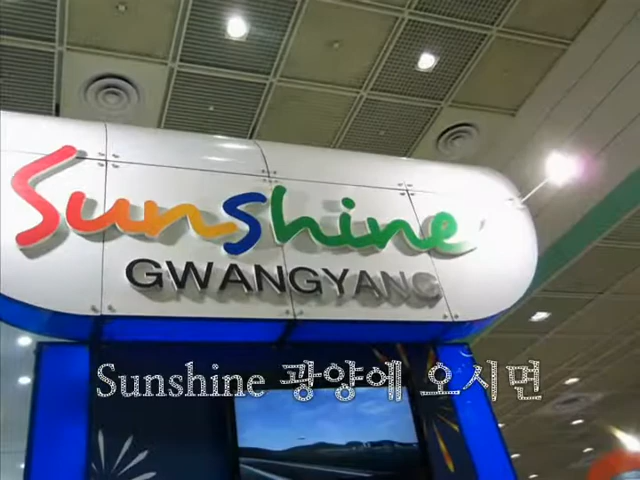 Sunshine
GWANGYANG
Sunshine 광양에 오시면